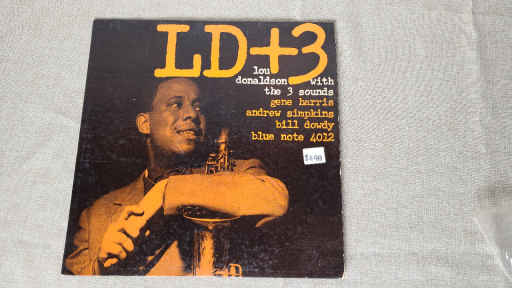 LD+3
lou
donaldson with
the 3 sounds
gene harris
andrew simpkins
bill dowdy
blue note 4012